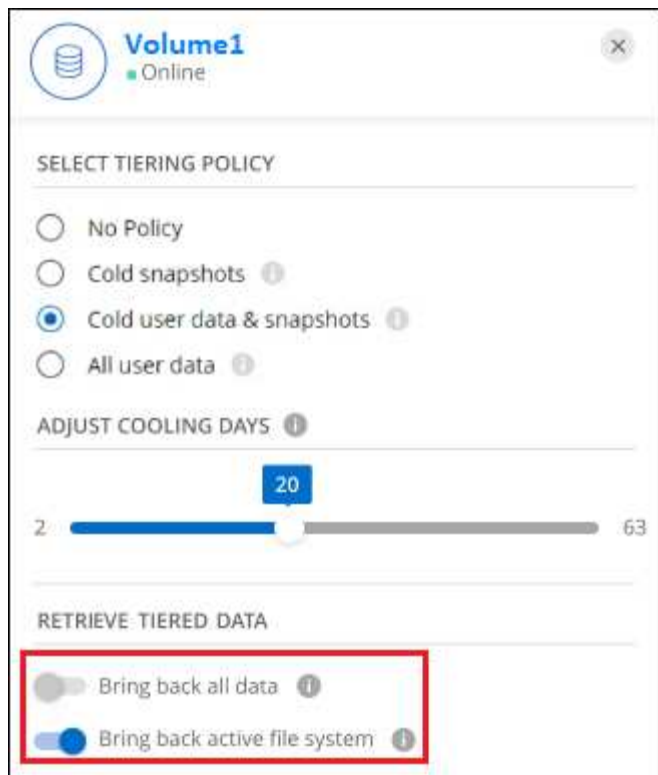 Volume1
Online
SELECT TIERING POLICY
No Policy
Cold snapshots
Cold user data & snapshots
All user data
ADJUST COOLING DAYS
20
2 63
RETRIEVE TIERED DATA
Bring back all data
Bring back active file system